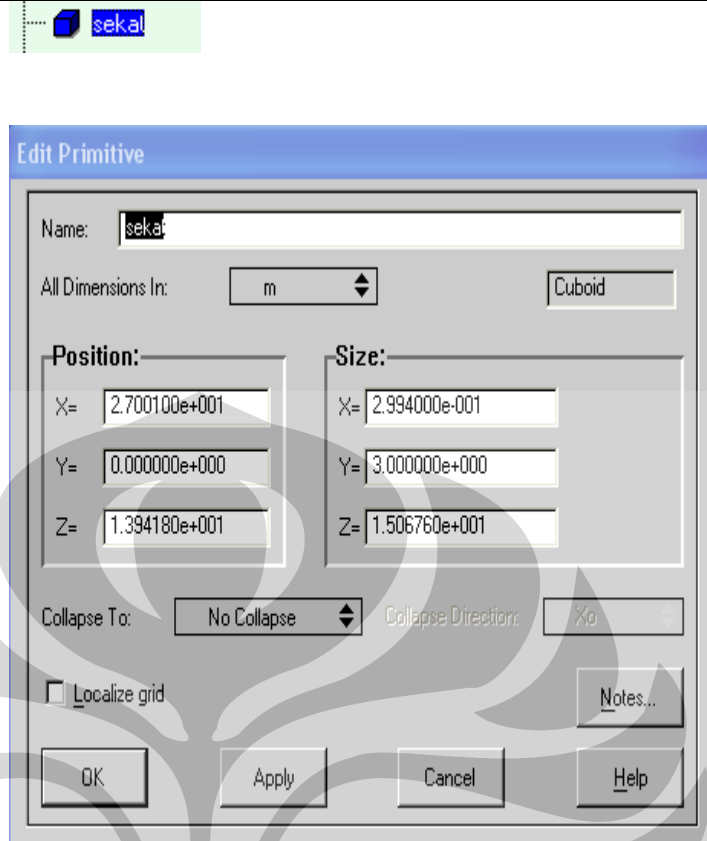 sekat
Edit Primitive
Name: sekat
All Dimensions In: m Cuboid
Position: Size:
X= 2.700100e+001 X= 2.994000e-001
Y= 0.000000e+000 Y= 3.000000e+000
Z= 1.394180e+001 Z= 1.506760e+001
Collapse To: No Collapse Collapse Direction: Xo
Localize grid Notes...
OK Apply Cancel Help